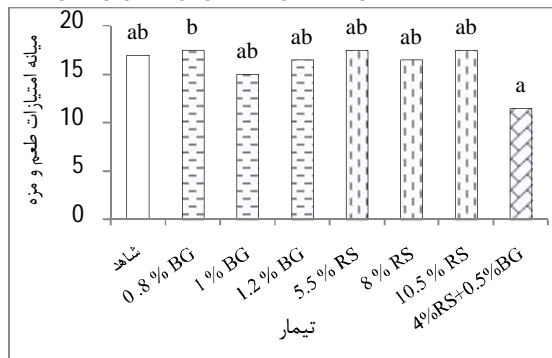 میانه امتیازات طعم و مزه
20
15
10
5
0
ab
b
ab
ab
ab
ab
ab
a
شاهد
0.8 % BG
1 % BG
1.2 % BG
5.5 % RS
8 % RS
10.5 % RS
4%RS+0.5%BG
تیمار